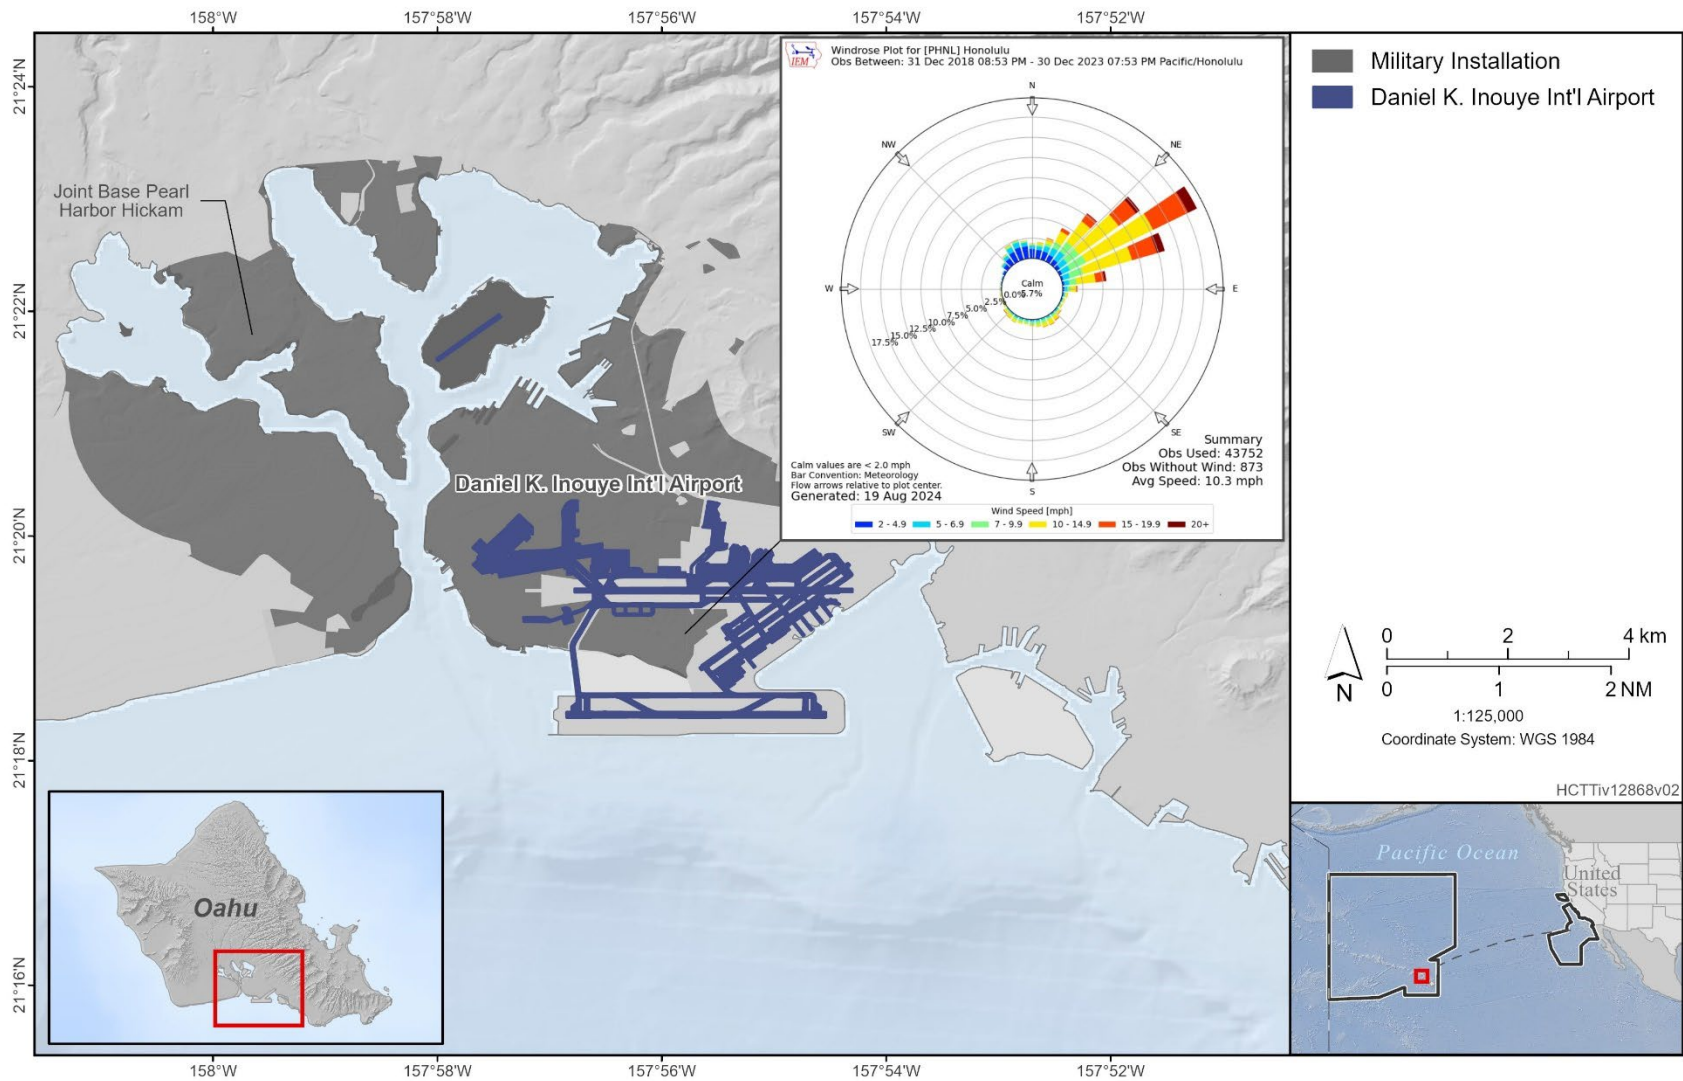 158°W
157°58'W
157°56'W
157°54'W
157°52'W
21°24'N
21°22'N
21°20'N
21°18'N
21°16'N
Joint Base Pearl
Harbor Hickam
Daniel K. Inouye Int'l Airport
IEM
Windrose Plot for [PHNL] Honolulu
Obs Between: 31 Dec 2018 08:53 PM - 30 Dec 2023 07:53 PM Pacific/Honolulu
N
NW
NE
W
E
SW
SE
S
Calm
5.7%
0.0%
2.5%
5.0%
7.5%
10.0%
12.5%
15.0%
17.5%
Summary
Obs Used: 43752
Obs Without Wind: 873
Avg Speed: 10.3 mph
Calm values are < 2.0 mph
Bar Convention: Meteorology
Flow arrows relative to plot center.
Generated: 19 Aug 2024
Wind Speed [mph]
2 - 4.9 5 - 6.9 7 - 9.9 10 - 14.9 15 - 19.9 20+
Military Installation
Daniel K. Inouye Int'l Airport
N
0 2 4 km
0 1 2 NM
1:125,000
Coordinate System: WGS 1984
HCTTiv12868v02
Oahu
Pacific Ocean
United
States
158°W
157°58'W
157°56'W
157°54'W
157°52'W